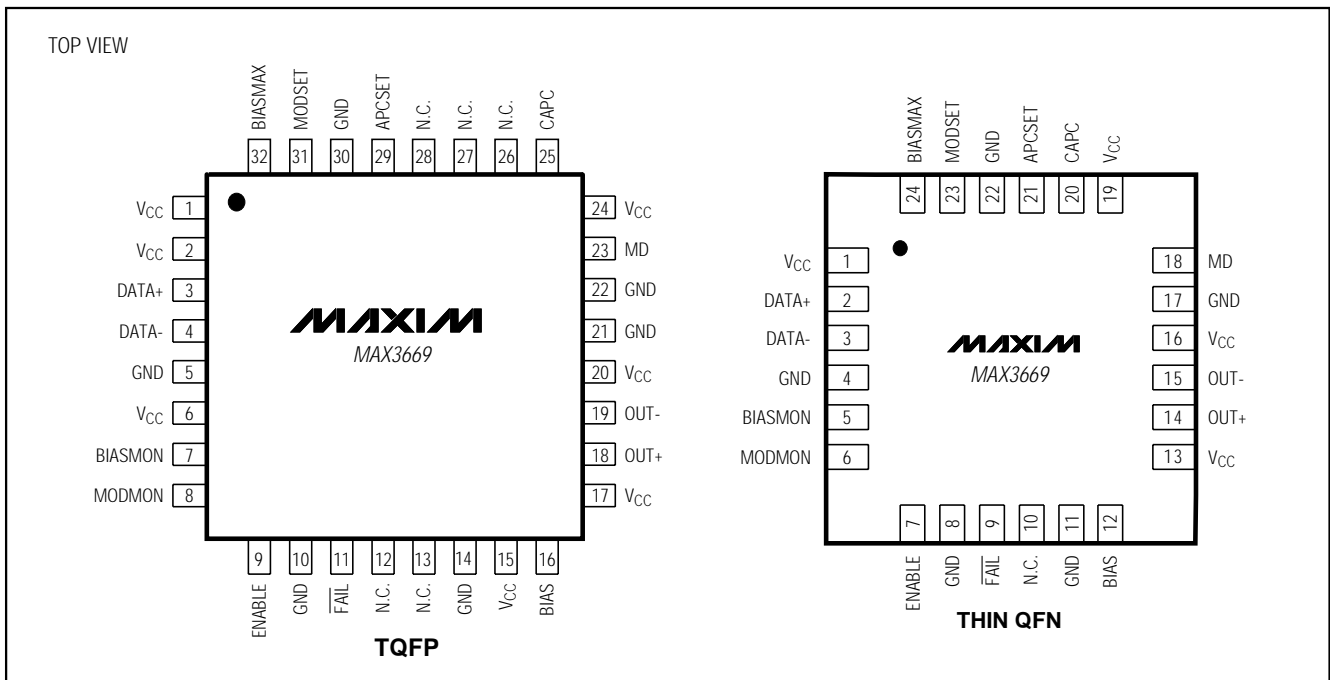 TOP VIEW
BIASMAX
MODSET
GND
APCSET
N.C.
N.C.
N.C.
CAPC
32 31 30 29 28 27 26 25
VCC 1
VCC 2
DATA+ 3
DATA- 4
GND 5
VCC 6
BIASMON 7
MODMON 8
MAXIM
MAX3669
24 VCC
23 MD
22 GND
21 GND
20 VCC
19 OUT-
18 OUT+
17 VCC
9 10 11 12 13 14 15 16
ENABLE
GND
FAIL
N.C.
N.C.
GND
VCC
BIAS
TQFP
BIASMAX
MODSET
GND
APCSET
CAPC
VCC
24 23 22 21 20 19
VCC 1
DATA+ 2
DATA- 3
GND 4
BIASMON 5
MODMON 6
MAXIM
MAX3669
18 MD
17 GND
16 VCC
15 OUT-
14 OUT+
13 VCC
7 8 9 10 11 12
ENABLE
GND
FAIL
N.C.
GND
BIAS
THIN QFN